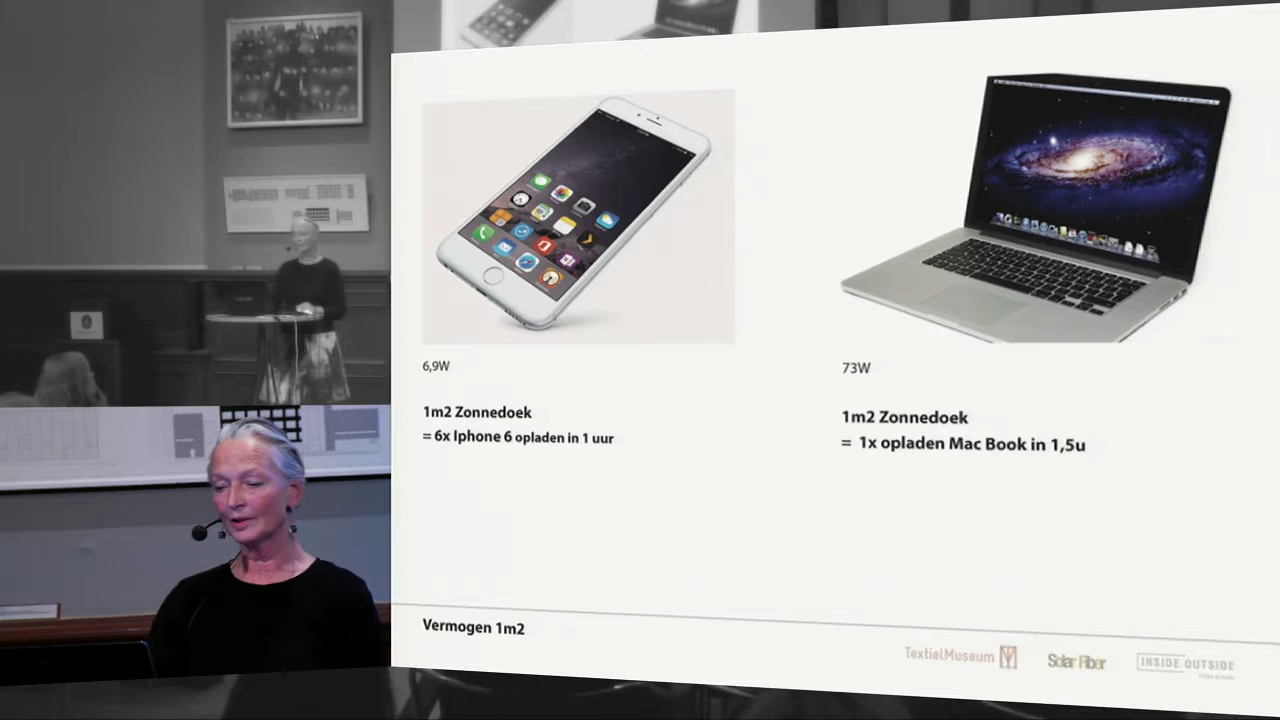 6,9W
1m2 Zonnedoek
= 6x Iphone 6 opladen in 1 uur
73W
1m2 Zonnedoek
= 1x opladen Mac Book in 1,5u
Vermogen 1m2
TextielMuseum
Solar Fiber
INSIDE OUTSIDE